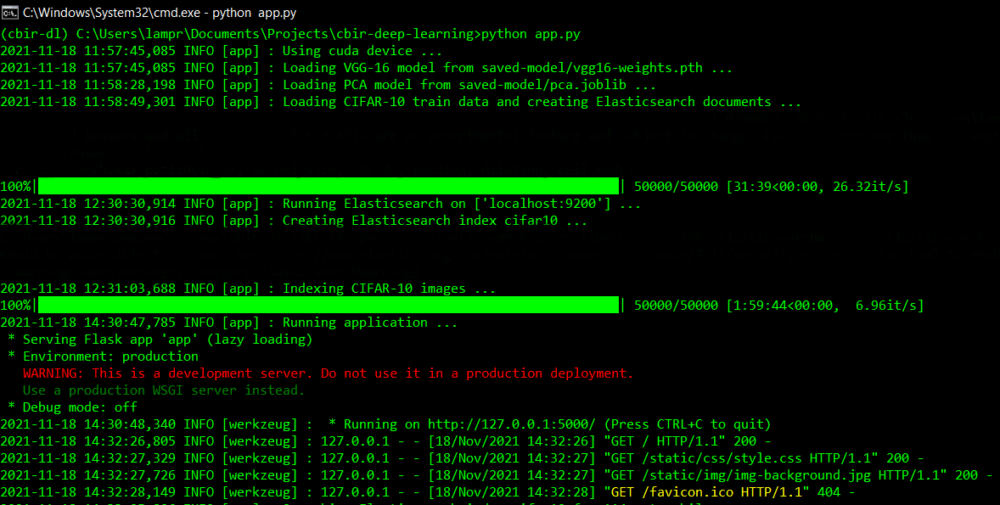 C:\Windows\System32\cmd.exe - python app.py
(cbir-dl) C:\Users\lampr\Documents\Projects\cbir-deep-learning>python app.py
2021-11-18 11:57:45,085 INFO [app] : Using cuda device ...
2021-11-18 11:57:45,085 INFO [app] : Loading VGG-16 model from saved-model/vgg16-weights.pth ...
2021-11-18 11:58:28,198 INFO [app] : Loading PCA model from saved-model/pca.joblib ...
2021-11-18 11:58:49,301 INFO [app] : Loading CIFAR-10 train data and creating Elasticsearch documents ...
100%| | 50000/50000 [31:39<00:00, 26.32it/s]
2021-11-18 12:30:30,914 INFO [app] : Running Elasticsearch on ['localhost:9200'] ...
2021-11-18 12:30:30,916 INFO [app] : Creating Elasticsearch index cifar10 ...
2021-11-18 12:31:03,688 INFO [app] : Indexing CIFAR-10 images ...
100%| | 50000/50000 [1:59:44<00:00, 6.96it/s]
2021-11-18 14:30:47,785 INFO [app] : Running application ...
* Serving Flask app 'app' (lazy loading)
* Environment: production
WARNING: This is a development server. Do not use it in a production deployment.
Use a production WSGI server instead.
* Debug mode: off
2021-11-18 14:30:48,340 INFO [werkzeug] :  * Running on http://127.0.0.1:5000/ (Press CTRL+C to quit)
2021-11-18 14:32:26,805 INFO [werkzeug] : 127.0.0.1 - - [18/Nov/2021 14:32:26] "GET / HTTP/1.1" 200 -
2021-11-18 14:32:27,329 INFO [werkzeug] : 127.0.0.1 - - [18/Nov/2021 14:32:27] "GET /static/css/style.css HTTP/1.1" 200 -
2021-11-18 14:32:27,726 INFO [werkzeug] : 127.0.0.1 - - [18/Nov/2021 14:32:27] "GET /static/img/img-background.jpg HTTP/1.1" 200 -
2021-11-18 14:32:28,149 INFO [werkzeug] : 127.0.0.1 - - [18/Nov/2021 14:32:28] "GET /favicon.ico HTTP/1.1" 404 -